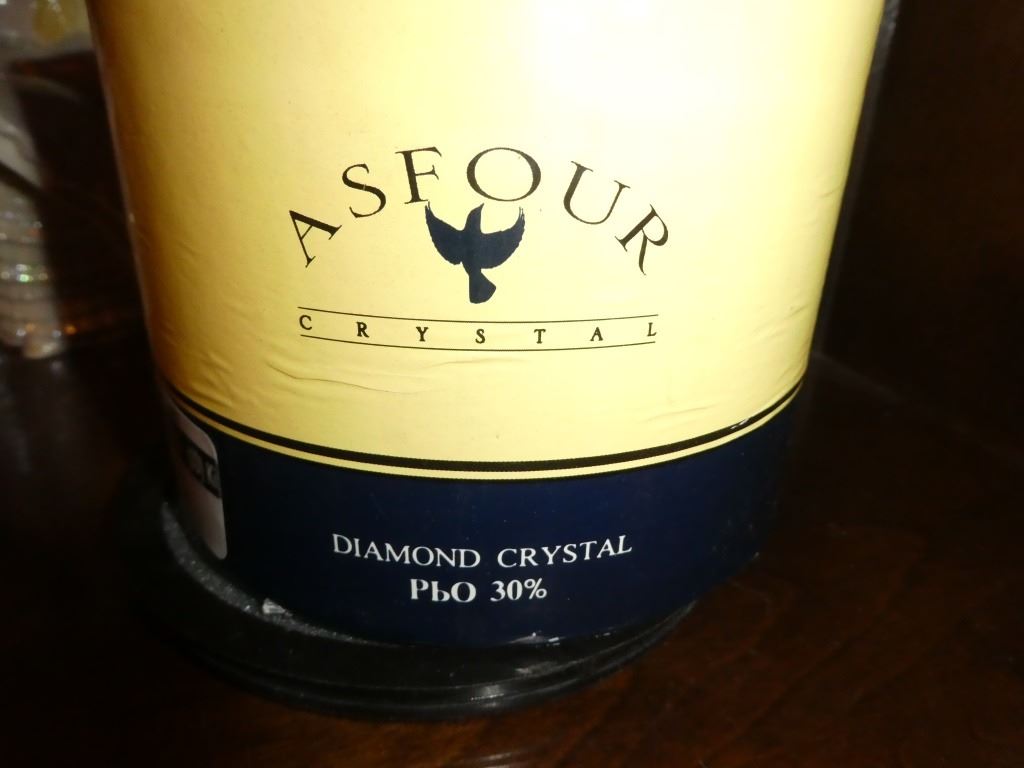 ASFOUR
CRYSTAL
DIAMOND CRYSTAL
PbO 30%